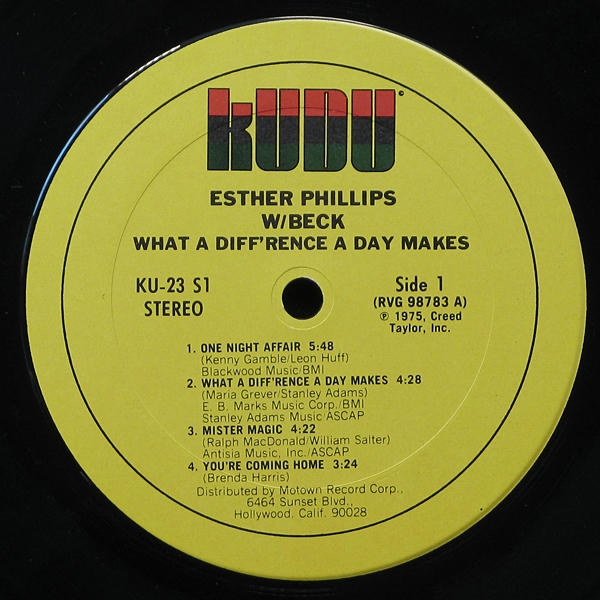 KUDU
ESTHER PHILLIPS
W/BECK
WHAT A DIFF'RENCE A DAY MAKES
KU-23 S1
STEREO
Side 1
(RVG 98783 A)
℗ 1975, Creed
Taylor, Inc.
1. ONE NIGHT AFFAIR 5:48
(Kenny Gamble/Leon Huff)
Blackwood Music/BMI
2. WHAT A DIFF'RENCE A DAY MAKES 4:28
(Maria Grever/Stanley Adams)
E. B. Marks Music Corp./BMI
Stanley Adams Music/ASCAP
3. MISTER MAGIC 4:22
(Ralph MacDonald/William Salter)
Antisia Music, Inc./ASCAP
4. YOU'RE COMING HOME 3:24
(Brenda Harris)
Distributed by Motown Record Corp.,
6464 Sunset Blvd.,
Hollywood, Calif. 90028